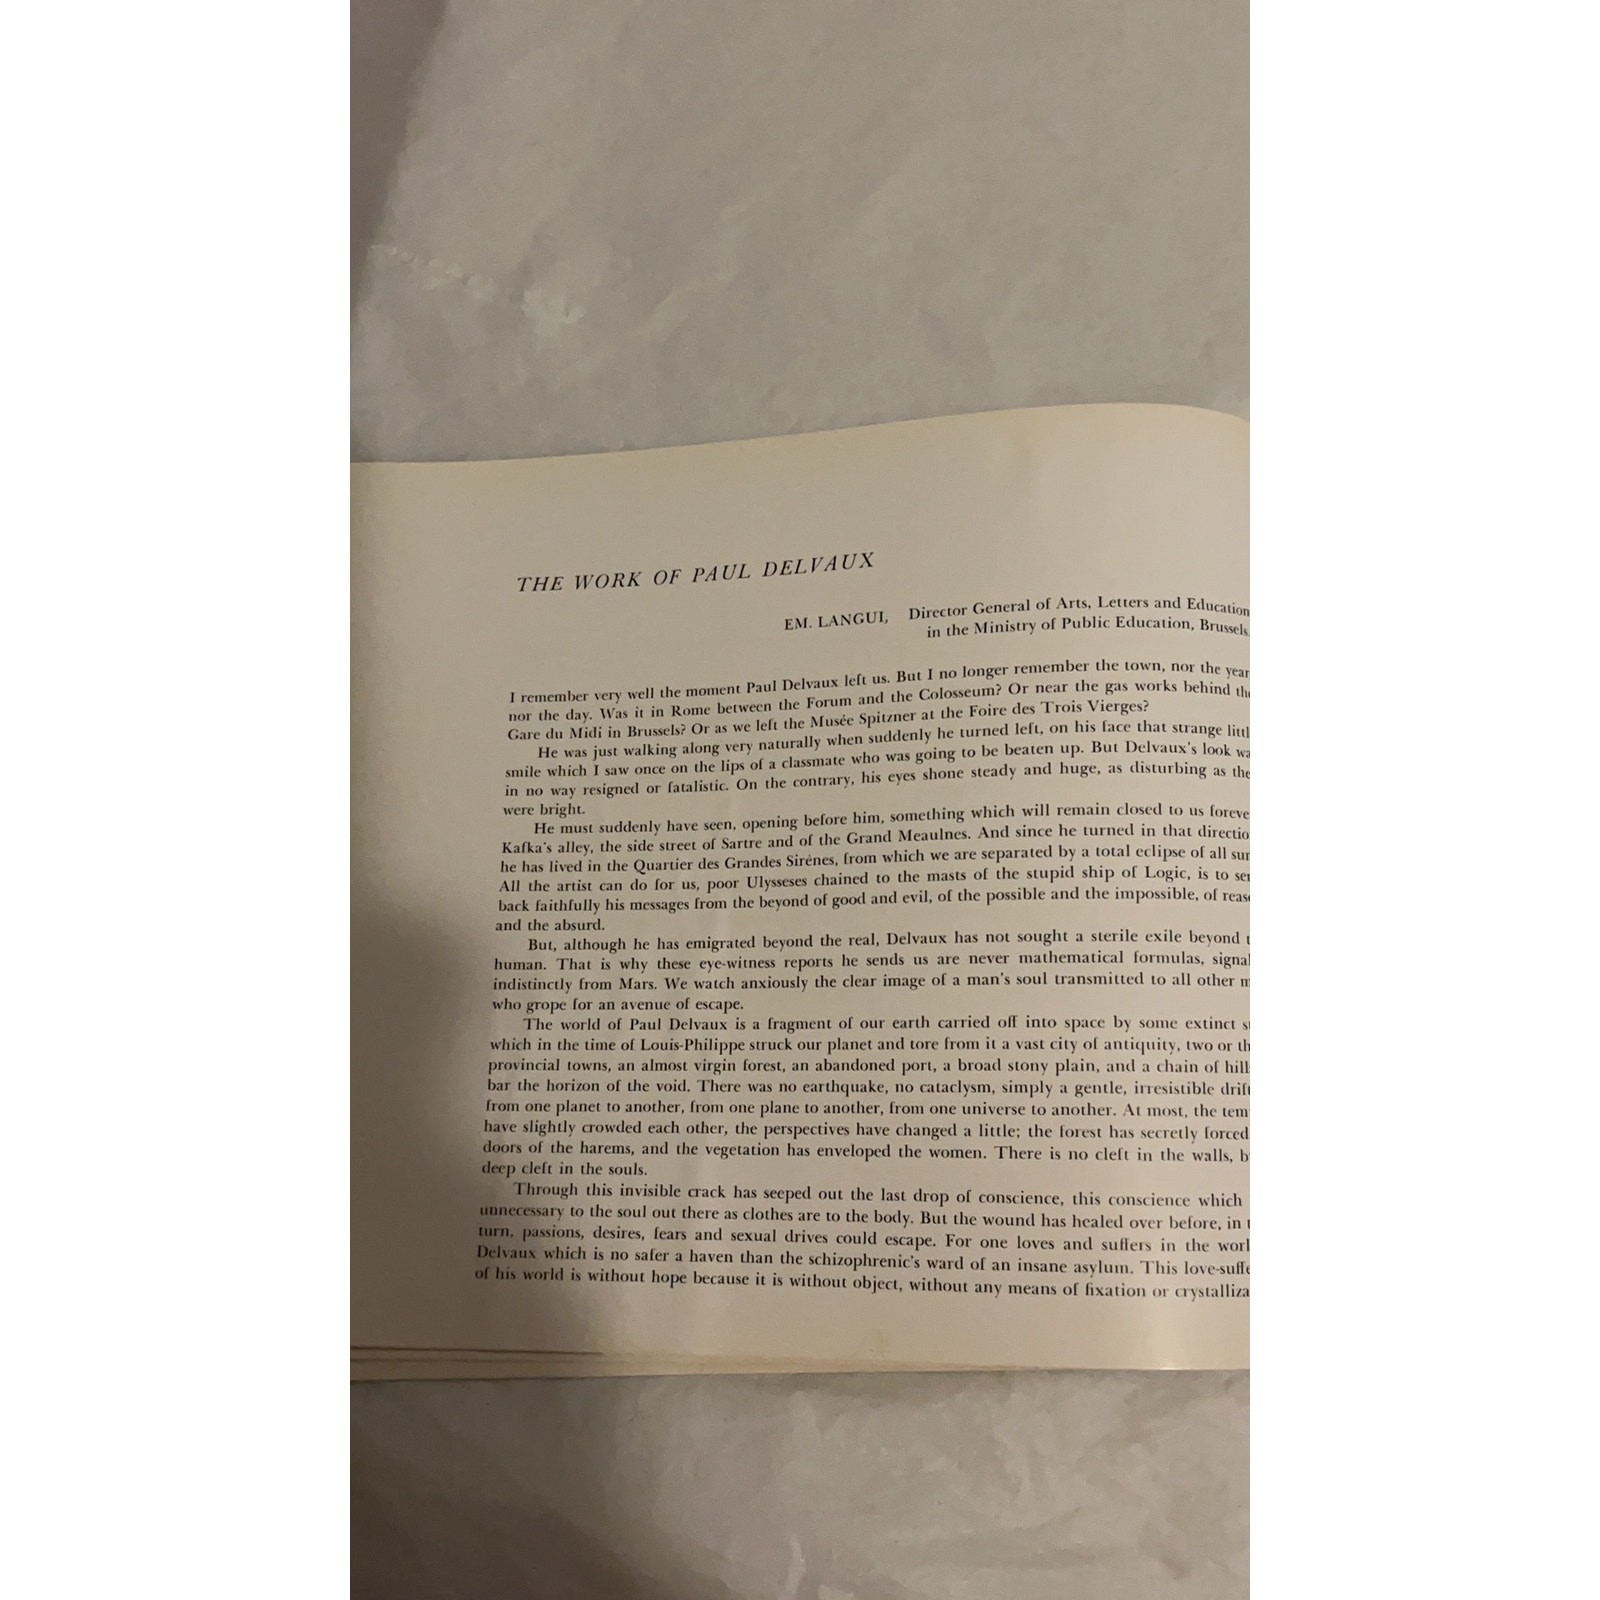 THE WORK OF PAUL DELVAUX
EM. LANGUI, Director General of Arts, Letters and Education
in the Ministry of Public Education, Brussels.
I remember very well the moment Paul Delvaux left us. But I no longer remember the town, nor the year
nor the day. Was it in Rome between the Forum and the Colosseum? Or near the gas works behind
Gare du Midi in Brussels? Or as we left the Musée Spitzner at the Foire des Trois Vierges?
He was just walking along very naturally when suddenly he turned left, on his face that strange
smile which I saw once on the lips of a classmate who was going to be beaten up. But Delvaux's look
in no way resigned or fatalistic. On the contrary, his eyes shone steady and huge, as disturbing as
were bright.
He must suddenly have seen, opening before him, something which will remain closed to us
Kafka's alley, the side street of Sartre and of the Grand Meaulnes. And since he turned in that
he has lived in the Quartier des Grandes Sirènes, from which we are separated by a total eclipse of all
All the artist can do for us, poor Ulysseses chained to the masts of the stupid ship of Logic, is to
back faithfully his messages from the beyond of good and evil, of the possible and the impossible, of
and the absurd.
But, although he has emigrated beyond the real, Delvaux has not sought a sterile exile beyond
human. That is why these eye-witness reports he sends us are never mathematical formulas,
indistinctly from Mars. We watch anxiously the clear image of a man's soul transmitted to all other
who grope for an avenue of escape.
The world of Paul Delvaux is a fragment of our earth carried off into space by some extinct
which in the time of Louis-Philippe struck our planet and tore from it a vast city of antiquity, two or
provincial towns, an almost virgin forest, an abandoned port, a broad stony plain, and a chain of
bar the horizon of the void. There was no earthquake, no cataclysm, simply a gentle, irresistible
from one planet to another, from one plane to another, from one universe to another. At most, the
have slightly crowded each other, the perspectives have changed a little; the forest has secretly forced
doors of the harems, and the vegetation has enveloped the women. There is no cleft in the walls,
deep cleft in the souls.
Through this invisible crack has seeped out the last drop of conscience, this conscience which
unnecessary to the soul out there as clothes are to the body. But the wound has healed over before, in
turn, passions, desires, fears and sexual drives could escape. For one loves and suffers in the
Delvaux which is no safer a haven than the schizophrenic's ward of an insane asylum. This
of his world is without hope because it is without object, without any means of fixation or